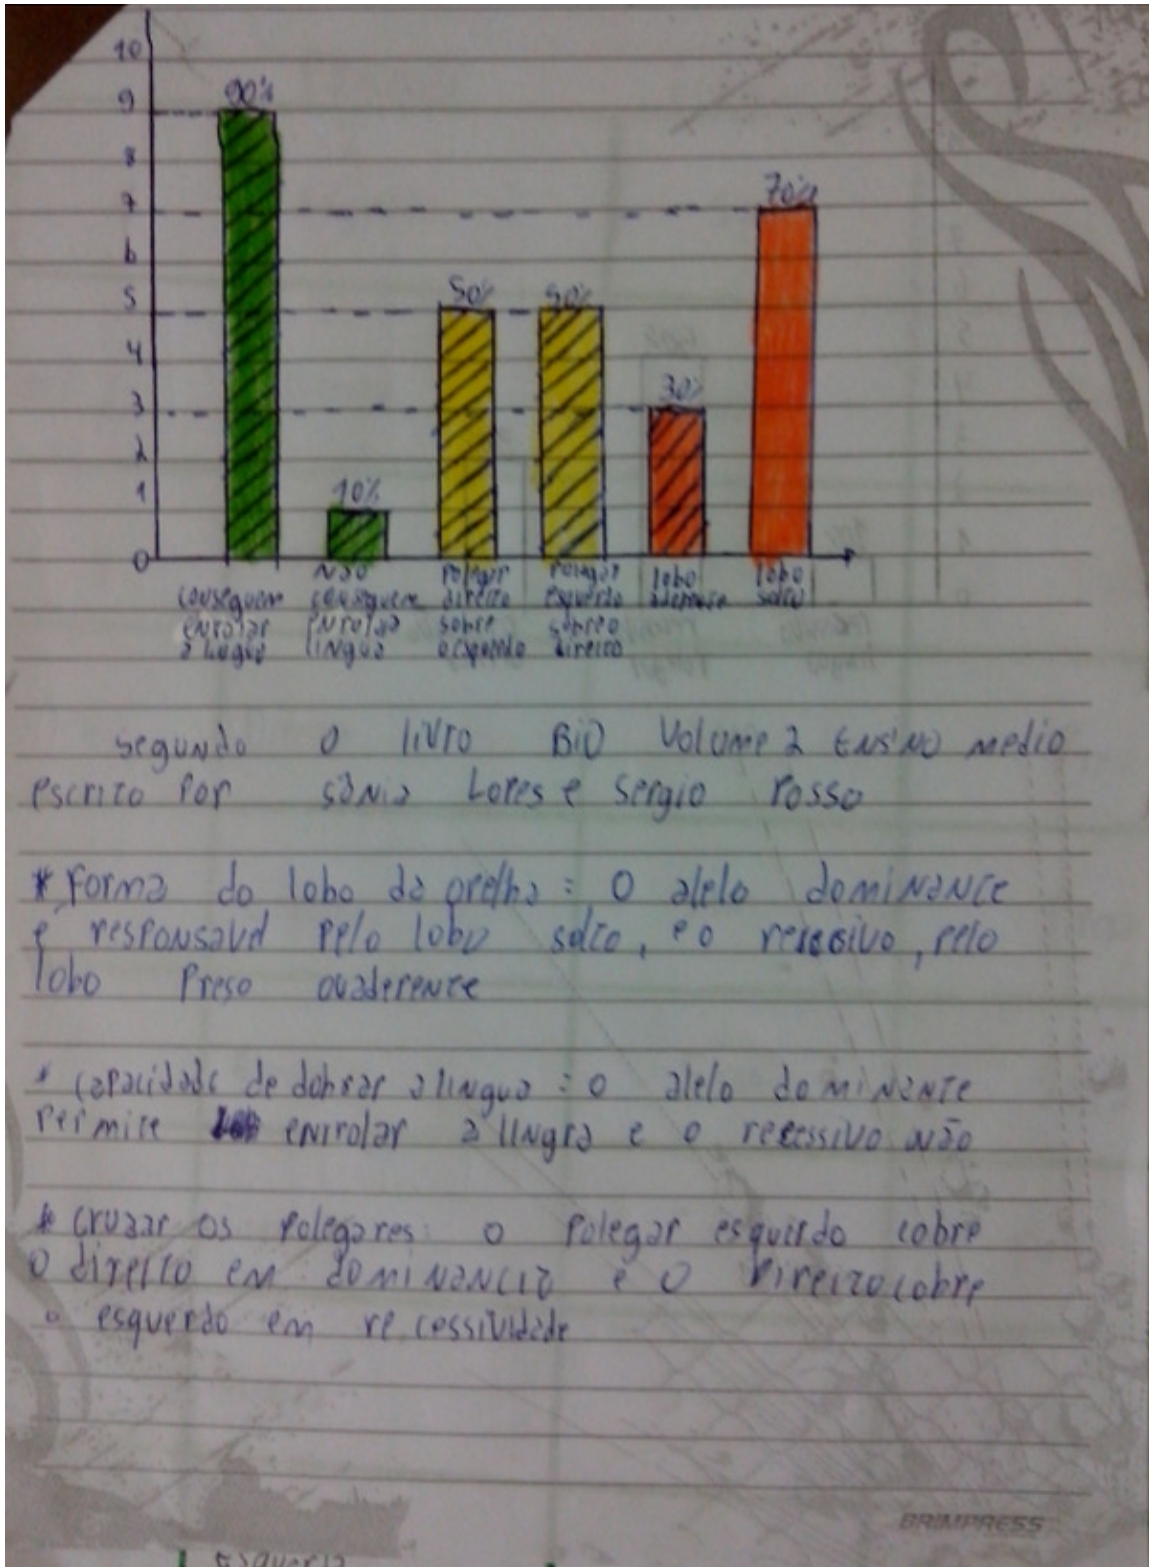 10
9
8
7
6
5
4
3
2
1
0
90%
10%
50%
50%
30%
70%
conseguem
enrolar
a lingua
Não
conseguem
enrolar
lingua
Polegar
direito
sobre
o esquerdo
Polegar
esquerdo
sobre o
direito
lobo
aderente
lobo
solto
segundo o livro BIO Volume 2 ENSINO medio
escrito por sônia Lopes e sergio rosso
* Forma do lobo da orelha: O alelo dominante
é responsavel pelo lobo solto, e o recessivo, pelo
lobo Preso ou aderente
* capacidade de dobrar a lingua: o alelo dominante
Permite enrolar a lingra e o recessivo não
* cruzar os polegares: o polegar esquerdo cobre
O direito em dominancia e o Direito cobre
o esquerdo em recessividade
BRIMPRESS